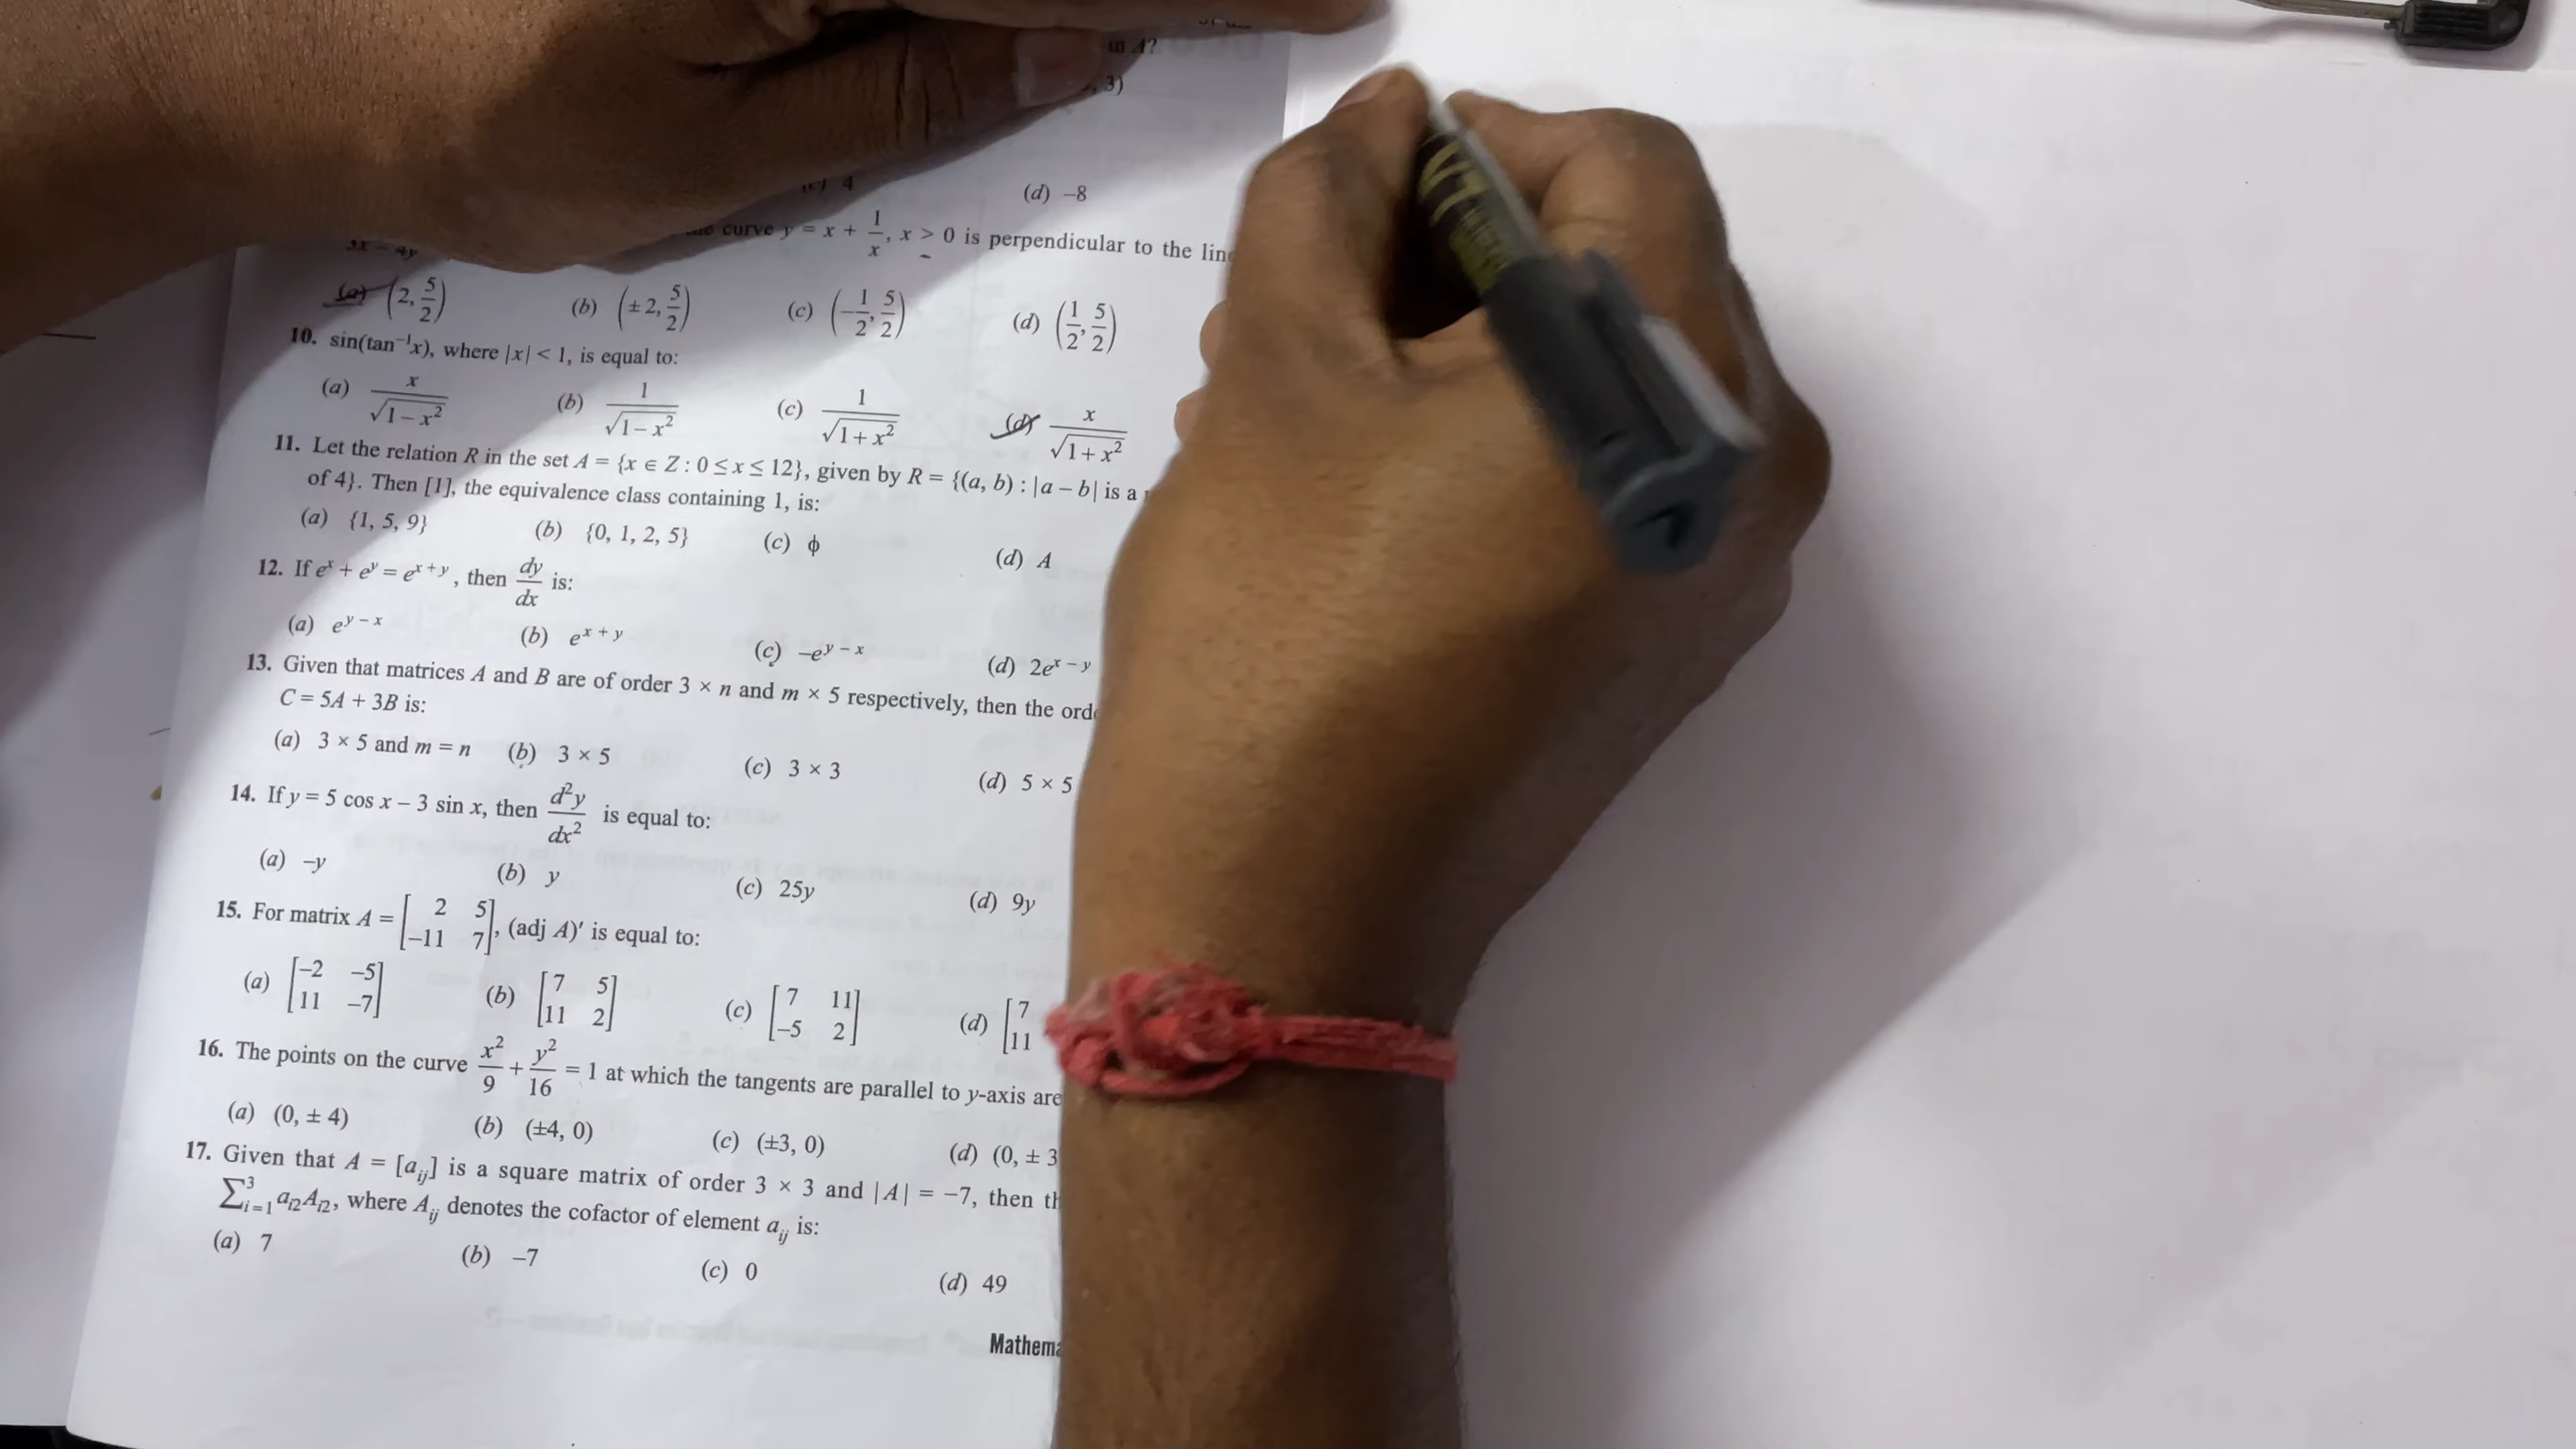 in A?
, 3)
(c) 4 (d) –8
curve y = x + 1/x, x > 0 is perpendicular to the line
(a) (2, 5/2) (b) (± 2, 5/2) (c) (–1/2, 5/2) (d) (1/2, 5/2)
10. sin(tan⁻¹x), where |x| < 1, is equal to:
(a) x/√(1 – x²) (b) 1/√(1 – x²) (c) 1/√(1 + x²) (d) x/√(1 + x²)
11. Let the relation R in the set A = {x ∈ Z : 0 ≤ x ≤ 12}, given by R = {(a, b) : |a – b| is a
of 4}. Then [1], the equivalence class containing 1, is:
(a) {1, 5, 9} (b) {0, 1, 2, 5} (c) ϕ (d) A
12. If eˣ + eʸ = eˣ⁺ʸ, then dy/dx is:
(a) e^(y – x) (b) e^(x + y) (c) –e^(y – x) (d) 2e^(x – y)
13. Given that matrices A and B are of order 3 × n and m × 5 respectively, then the
C = 5A + 3B is:
(a) 3 × 5 and m = n (b) 3 × 5 (c) 3 × 3 (d) 5 × 5
14. If y = 5 cos x – 3 sin x, then d²y/dx² is equal to:
(a) –y (b) y (c) 25y (d) 9y
15. For matrix A = [2 5; –11 7], (adj A)′ is equal to:
(a) [–2 –5; 11 –7] (b) [7 5; 11 2] (c) [7 11; –5 2] (d) [7; 11
16. The points on the curve x²/9 + y²/16 = 1 at which the tangents are parallel to y-axis are
(a) (0, ± 4) (b) (±4, 0) (c) (±3, 0) (d) (0, ± 3
17. Given that A = [aᵢⱼ] is a square matrix of order 3 × 3 and |A| = –7, then
∑³ᵢ₌₁ aᵢ₂Aᵢ₂, where Aᵢⱼ denotes the cofactor of element aᵢⱼ is:
(a) 7 (b) –7 (c) 0 (d) 49
V7